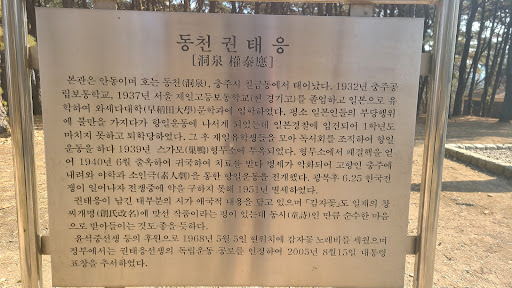 동천 권 태 응
[洞泉 權泰應]
본관은 안동이며 호는 동천(洞泉), 충주시 칠금동에서 태어났다. 1932년 충주공
립보통학교, 1937년 서울 제일고등보통학교(현 경기고)를 졸업하고 일본으로 유
학하여 와세다대학(早稻田大學)문학과에 입학하였다. 평소 일본인들의 부당행위
에 불만을 가지다가 항일운동에 나서게 되었는데 일본경찰에 검진되어 1학년도
마치지 못하고 퇴학당하였다. 그 후 재일유학생들을 모아 독서회를 조직하여 항일
운동을 하다 1939년 스가모(巢鴨)형무소에 투옥되었다. 형무소에서 폐결핵을 얻
어 1940년 6월 출옥하여 귀국하여 치료를 받다 병세가 악화되어 고향인 충주에
내려와 야학과 소인극(素人劇)을 통한 항일운동을 전개했다. 광복후 6.25 한국전
쟁이 일어나자 전쟁중에 약을 구하지 못해 1951년 별세하였다.
권태응이 남긴 대부분의 시가 애국적 내용을 담고 있으며 「감자꽃」도 일제의 창
씨개명(創氏改名)에 맞선 작품이라는 평이 있는데 동시(童詩)인 만큼 순수한 마음
으로 받아들이는 것도 좋을 듯하다.
윤석중선생 등의 후원으로 1968년 5월 5일 현위치에 감자꽃 노래비를 세웠으며
정부에서는 권태응선생의 독립운동 공로를 인정하여 2005년 8월15일 대통령
표창을 추서하였다.